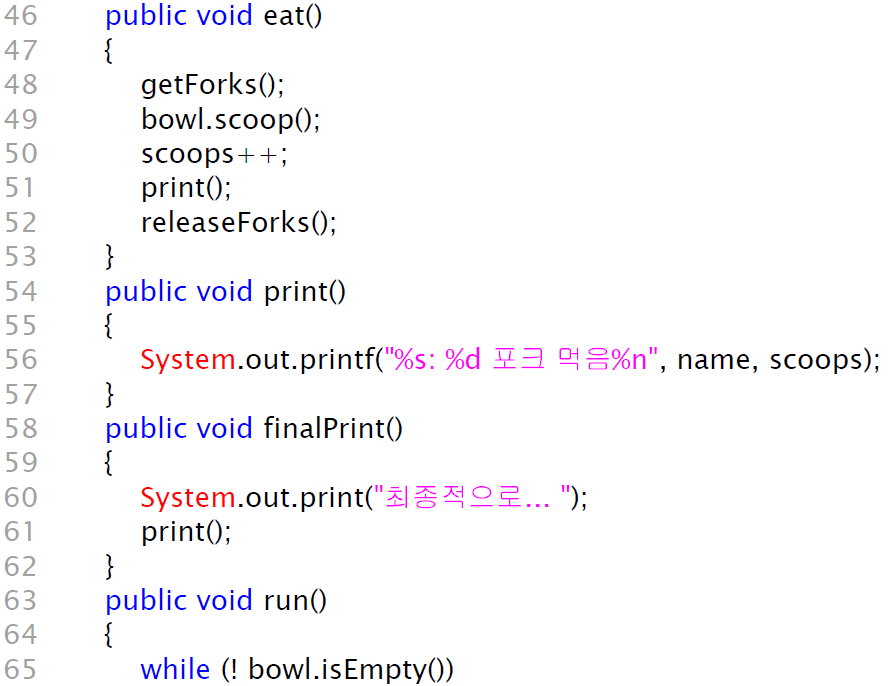 46 public void eat()
47 {
48 getForks();
49 bowl.scoop();
50 scoops++;
51 print();
52 releaseForks();
53 }
54 public void print()
55 {
56 System.out.printf("%s: %d 포크 먹음%n", name, scoops);
57 }
58 public void finalPrint()
59 {
60 System.out.print("최종적으로... ");
61 print();
62 }
63 public void run()
64 {
65 while (! bowl.isEmpty())